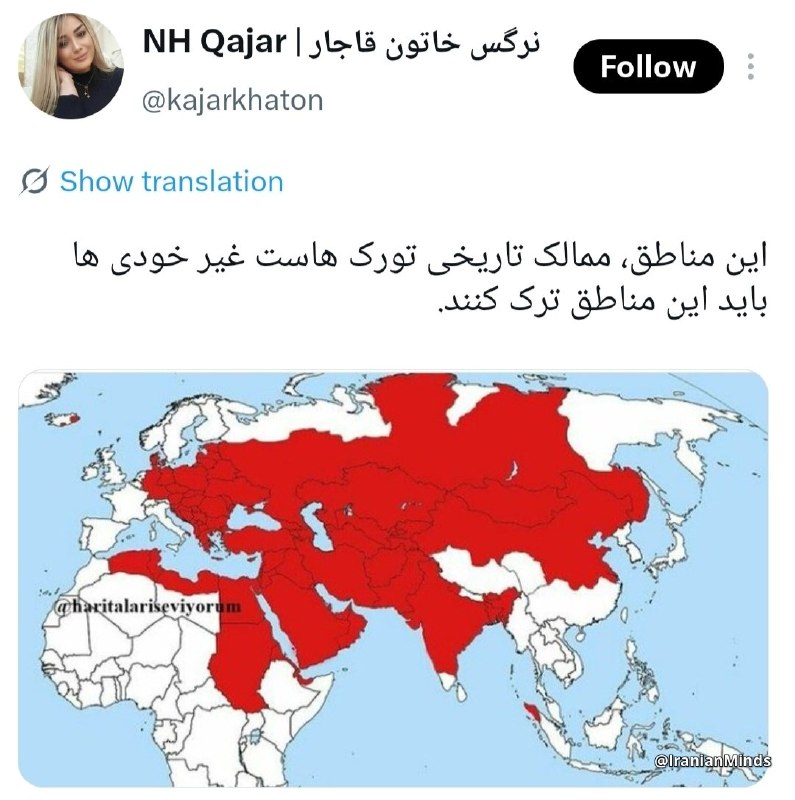 NH Qajar | نرگس خاتون قاجار
@kajarkhaton
Follow
Show translation
این مناطق، ممالک تاریخی تورک هاست غیر خودی ها
باید این مناطق ترک کنند.
@haritalariseviyorum
@IranianMinds